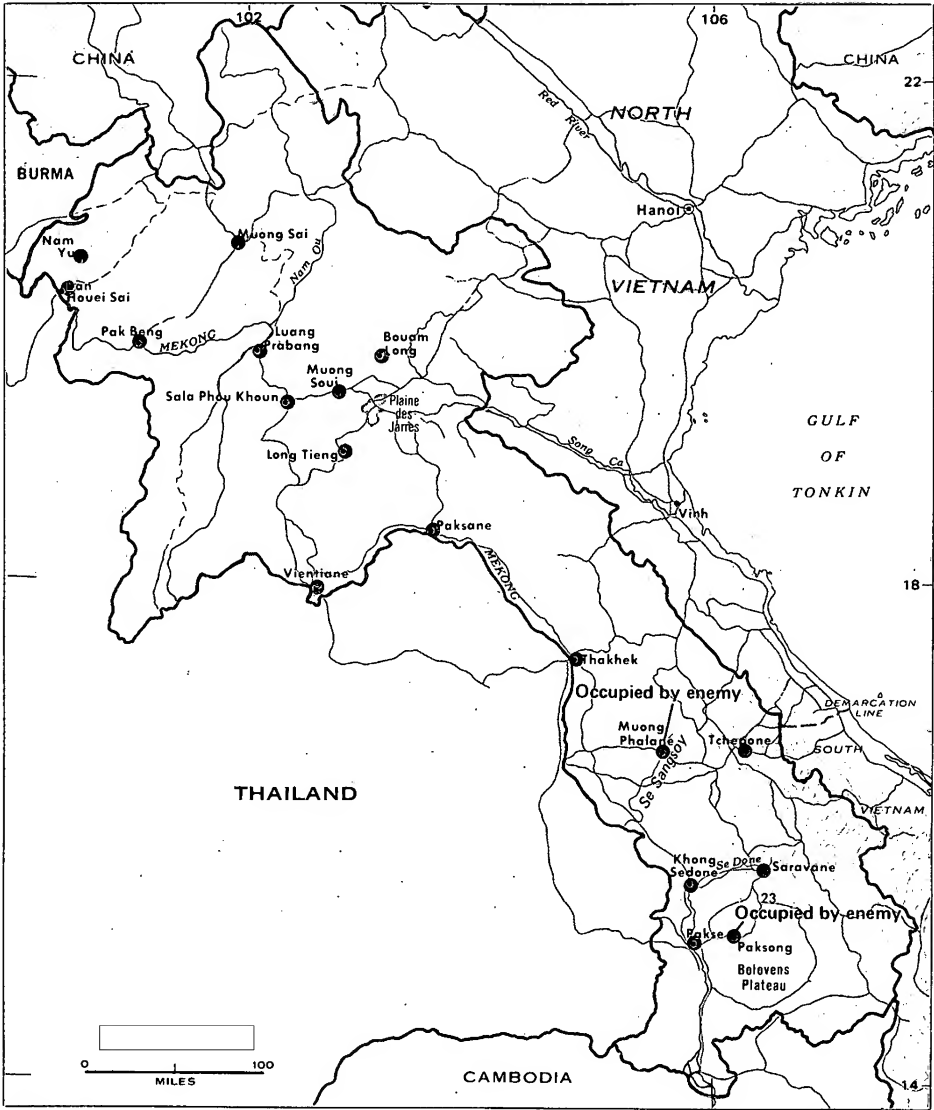 102
106
CHINA
CHINA
22
Red
River
NORTH
BURMA
Hanoi
Nam
Yu
Muong Sai
Nam Ou
VIETNAM
Ban
Houei Sai
Pak Beng
MEKONG
Luang
Prabang
Bouam
Long
Muong
Soui
Sala Phou Khoun
Plaine
des
Jarres
GULF
OF
TONKIN
Long Tieng
Song Ca
Vinh
Paksane
MEKONG
Vientiane
18
Thakhek
Occupied by enemy
DEMARCATION
LINE
Muong
Phalane
Tchepone
SOUTH
Se Sangsoy
THAILAND
VIETNAM
Khong
Sedone
Se Done
Saravane
23
Occupied by enemy
Pakse
Paksong
Bolovens
Plateau
0
100
MILES
CAMBODIA
14